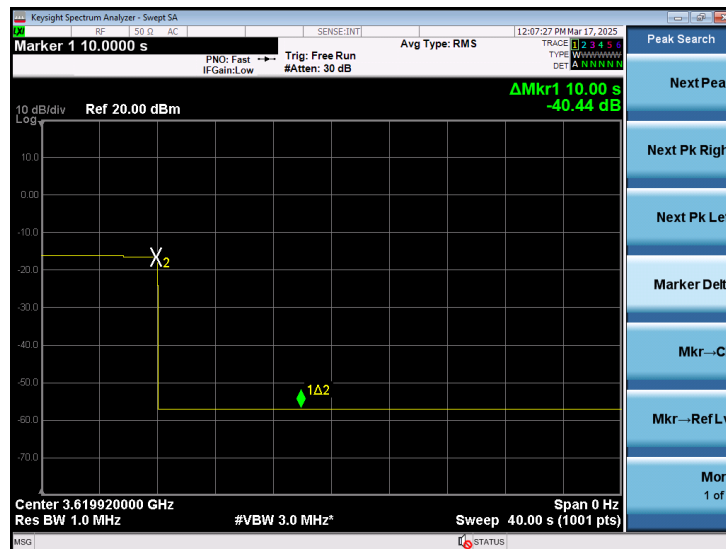 Keysight Spectrum Analyzer - Swept SA
LXI RF 50 Ω AC SENSE:INT 12:07:27 PM Mar 17, 2025
Marker 1 10.0000 s
PNO: Fast
IFGain:Low
Trig: Free Run
#Atten: 30 dB
Avg Type: RMS
TRACE 1 2 3 4 5 6
TYPE WWWWWW
DET A N N N N N
Peak Search
ΔMkr1 10.00 s
-40.44 dB
10 dB/div Ref 20.00 dBm
Log
10.0
0.00
-10.0
-20.0
-30.0
-40.0
-50.0
-60.0
-70.0
2
1Δ2
Center 3.619920000 GHz Span 0 Hz
Res BW 1.0 MHz #VBW 3.0 MHz* Sweep 40.00 s (1001 pts)
Next Pea
Next Pk Righ
Next Pk Le
Marker Delt
Mkr→C
Mkr→Ref Lv
Mor
1 of
MSG STATUS